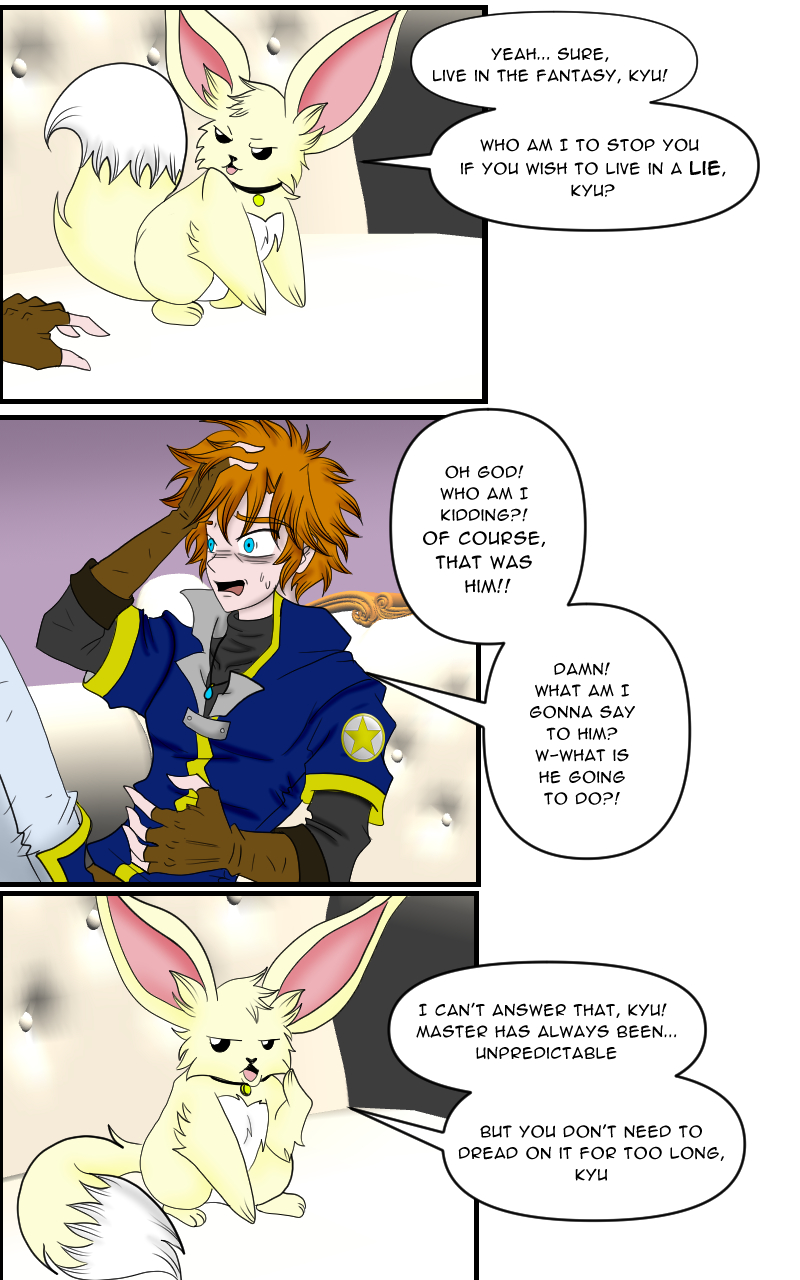 YEAH... SURE,
LIVE IN THE FANTASY, KYU!
WHO AM I TO STOP YOU
IF YOU WISH TO LIVE IN A LIE,
KYU?
OH GOD!
WHO AM I
KIDDING?!
OF COURSE,
THAT WAS
HIM!!
DAMN!
WHAT AM I
GONNA SAY
TO HIM?
W-WHAT IS
HE GOING
TO DO?!
I CAN'T ANSWER THAT, KYU!
MASTER HAS ALWAYS BEEN...
UNPREDICTABLE
BUT YOU DON'T NEED TO
DREAD ON IT FOR TOO LONG,
KYU